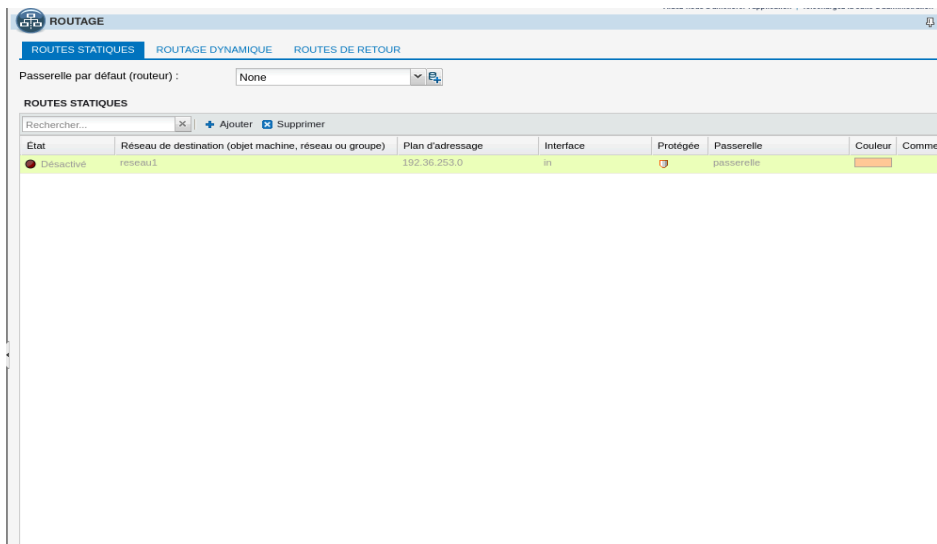 ROUTAGE
ROUTES STATIQUES ROUTAGE DYNAMIQUE ROUTES DE RETOUR
Passerelle par défaut (routeur) : None
ROUTES STATIQUES
Rechercher... Ajouter Supprimer
État Réseau de destination (objet machine, réseau ou groupe) Plan d'adressage Interface Protégée Passerelle Couleur Comme
Désactivé reseau1 192.36.253.0 in passerelle